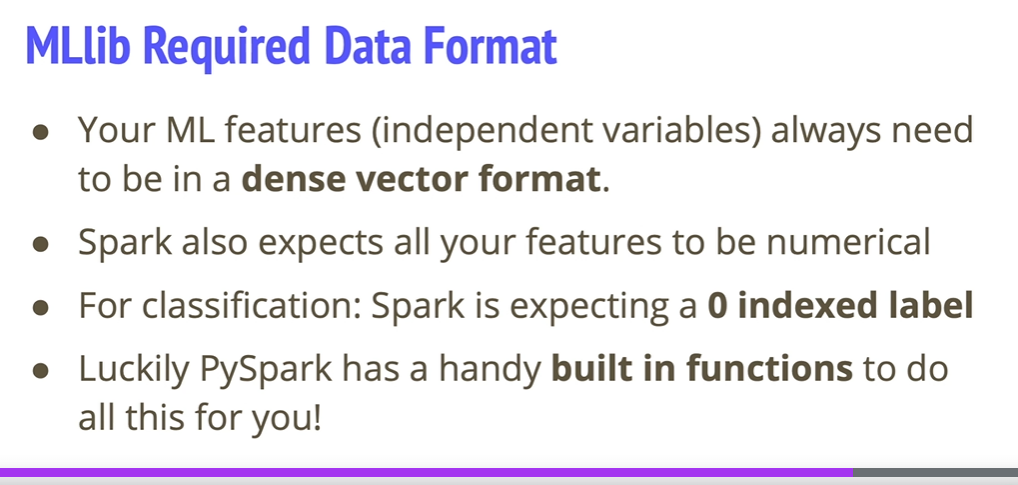 MLlib Required Data Format
● Your ML features (independent variables) always need
to be in a dense vector format.
● Spark also expects all your features to be numerical
● For classification: Spark is expecting a 0 indexed label
● Luckily PySpark has a handy built in functions to do
all this for you!